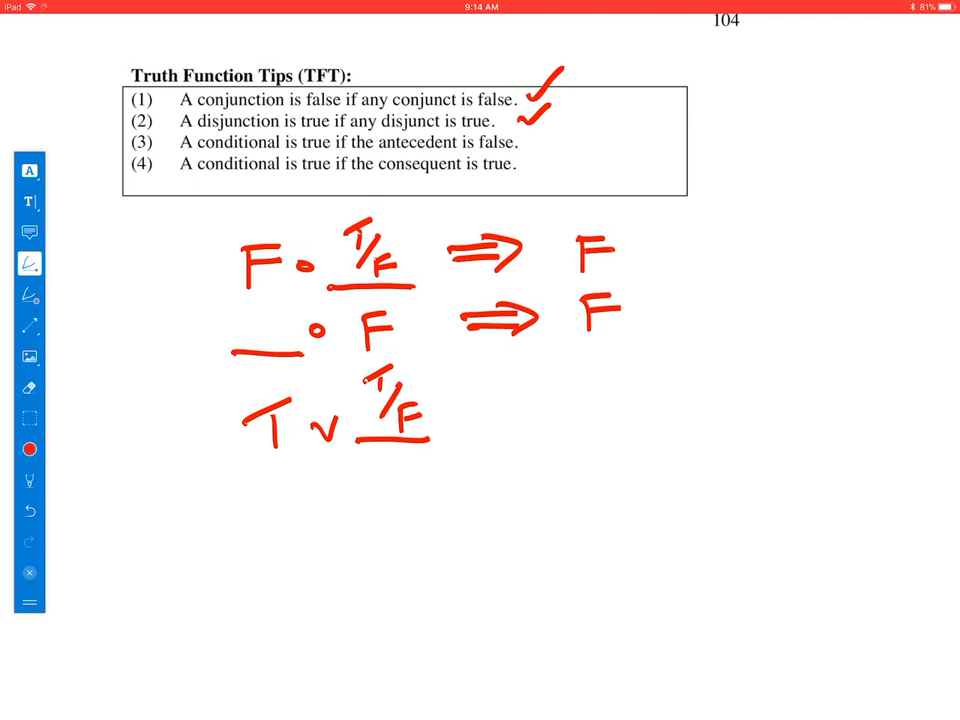 iPad 9:14 AM 81%
104
Truth Function Tips (TFT):
(1) A conjunction is false if any conjunct is false. ✓
(2) A disjunction is true if any disjunct is true. ✓
(3) A conditional is true if the antecedent is false.
(4) A conditional is true if the consequent is true.
A
T|
F • T/F ⇒ F
___ • F ⇒ F
T v T/F